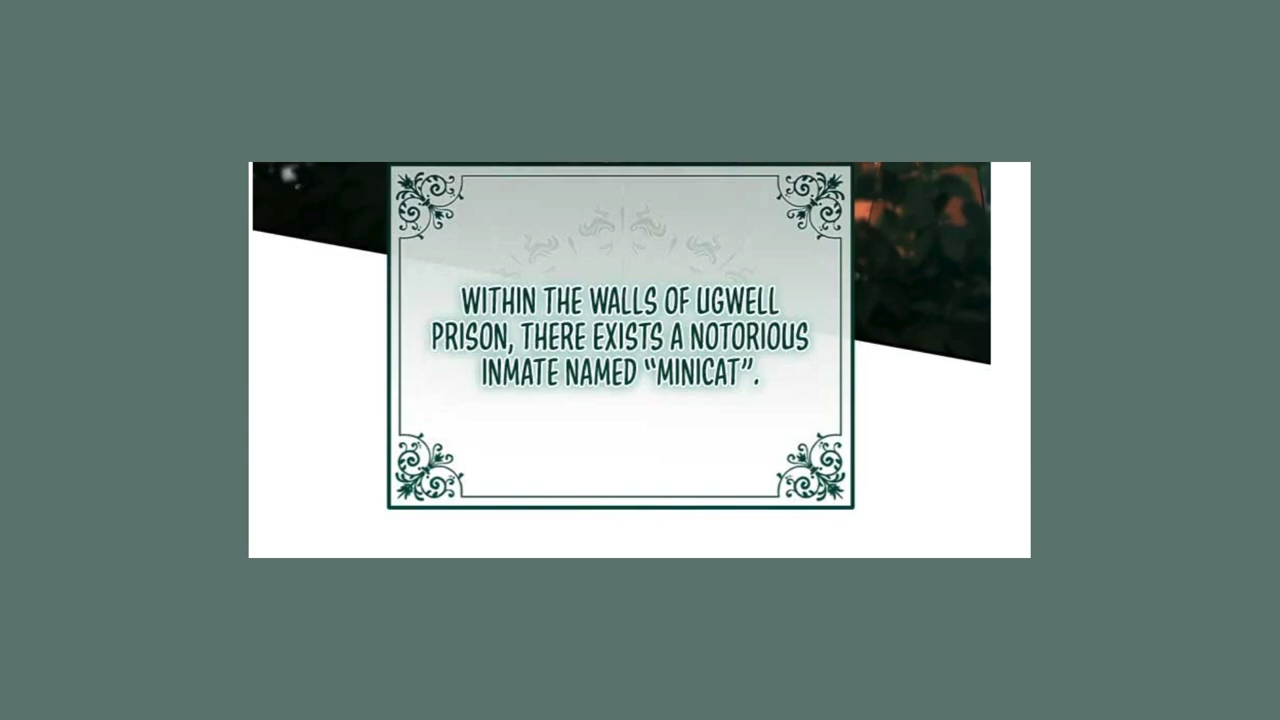 WITHIN THE WALLS OF UGWELL
PRISON, THERE EXISTS A NOTORIOUS
INMATE NAMED “MINICAT”.